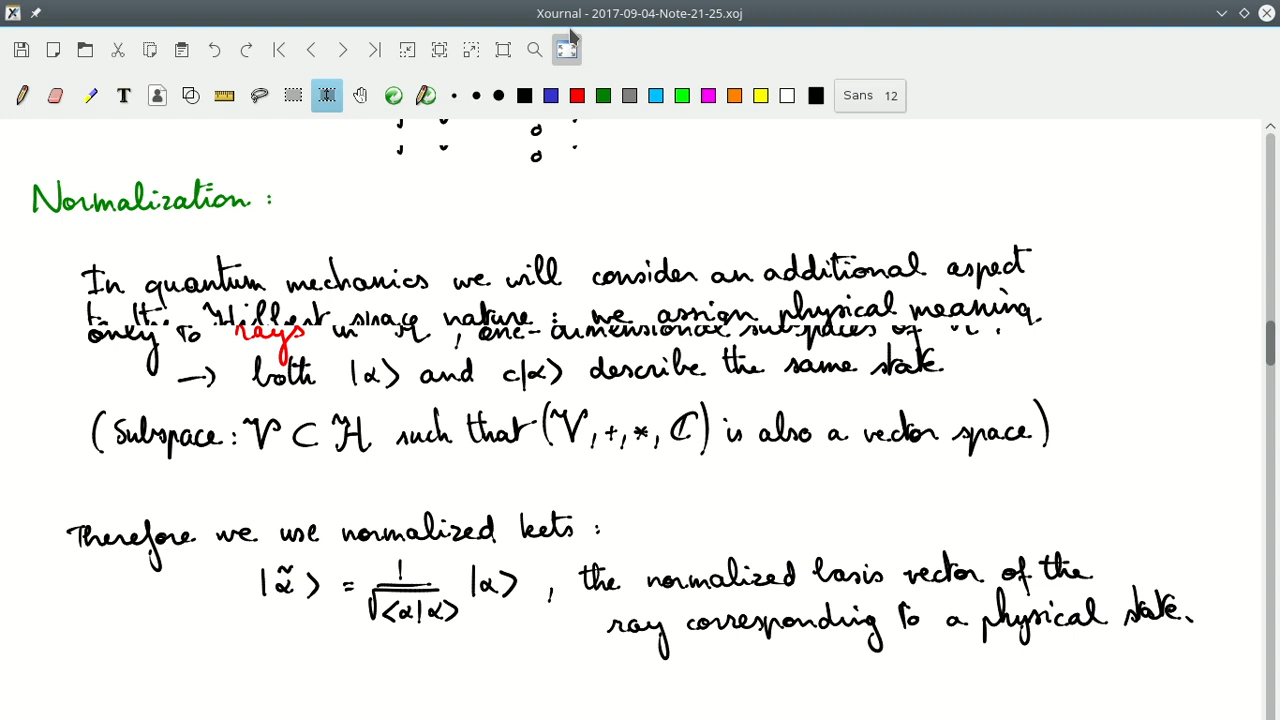 Xournal - 2017-09-04-Note-21-25.xoj
Sans 12
Normalization :
In quantum mechanics we will consider an additional aspect
to the Hilbert space nature : we assign physical meaning
only to rays in ℋ, one-dimensional subspaces of ℋ.
→ both |α⟩ and c|α⟩ describe the same state
(Subspace : 𝒱 ⊂ ℋ such that (𝒱, +, *, ℂ) is also a vector space)
Therefore we use normalized kets :
|α̃⟩ = 1/√⟨α|α⟩ |α⟩ , the normalized basis vector of the
ray corresponding to a physical state.